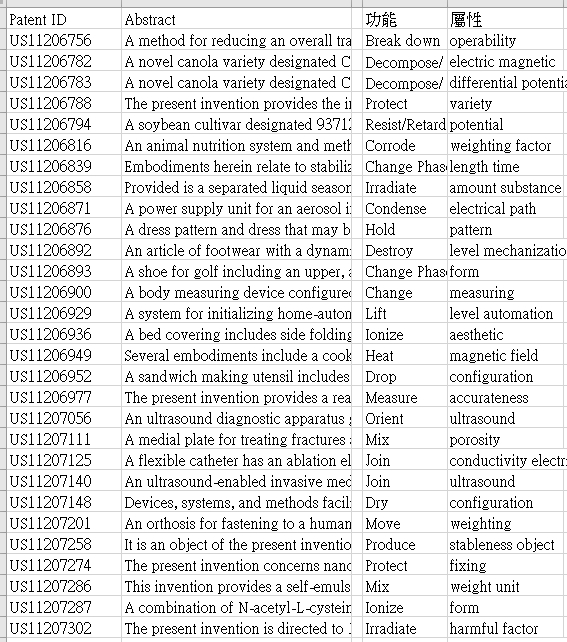 Patent ID Abstract 功能 屬性
US11206756 A method for reducing an overall tra Break down operability
US11206782 A novel canola variety designated C Decompose/ electric magnetic
US11206783 A novel canola variety designated C Decompose/ differential potentia
US11206788 The present invention provides the i Protect variety
US11206794 A soybean cultivar designated 93712 Resist/Retard potential
US11206816 An animal nutrition system and meth Corrode weighting factor
US11206839 Embodiments herein relate to stabiliz Change Phas length time
US11206858 Provided is a separated liquid season Irradiate amount substance
US11206871 A power supply unit for an aerosol i Condense electrical path
US11206876 A dress pattern and dress that may b Hold pattern
US11206892 An article of footwear with a dynam Destroy level mechanizatio
US11206893 A shoe for golf including an upper, a Change Phas form
US11206900 A body measuring device configured Change measuring
US11206929 A system for initializing home-auton Lift level automation
US11206936 A bed covering includes side folding Ionize aesthetic
US11206949 Several embodiments include a cook Heat magnetic field
US11206952 A sandwich making utensil includes Drop configuration
US11206977 The present invention provides a rea Measure accurateness
US11207056 An ultrasound diagnostic apparatus Orient ultrasound
US11207111 A medial plate for treating fractures Mix porosity
US11207125 A flexible catheter has an ablation el Join conductivity electr
US11207140 An ultrasound-enabled invasive med Join ultrasound
US11207148 Devices, systems, and methods facil Dry configuration
US11207201 An orthosis for fastening to a human Move weighting
US11207258 It is an object of the present inventio Produce stableness object
US11207274 The present invention concerns nano Protect fixing
US11207286 This invention provides a self-emuls Mix weight unit
US11207287 A combination of N-acetyl-L-cystein Ionize form
US11207302 The present invention is directed to Irradiate harmful factor